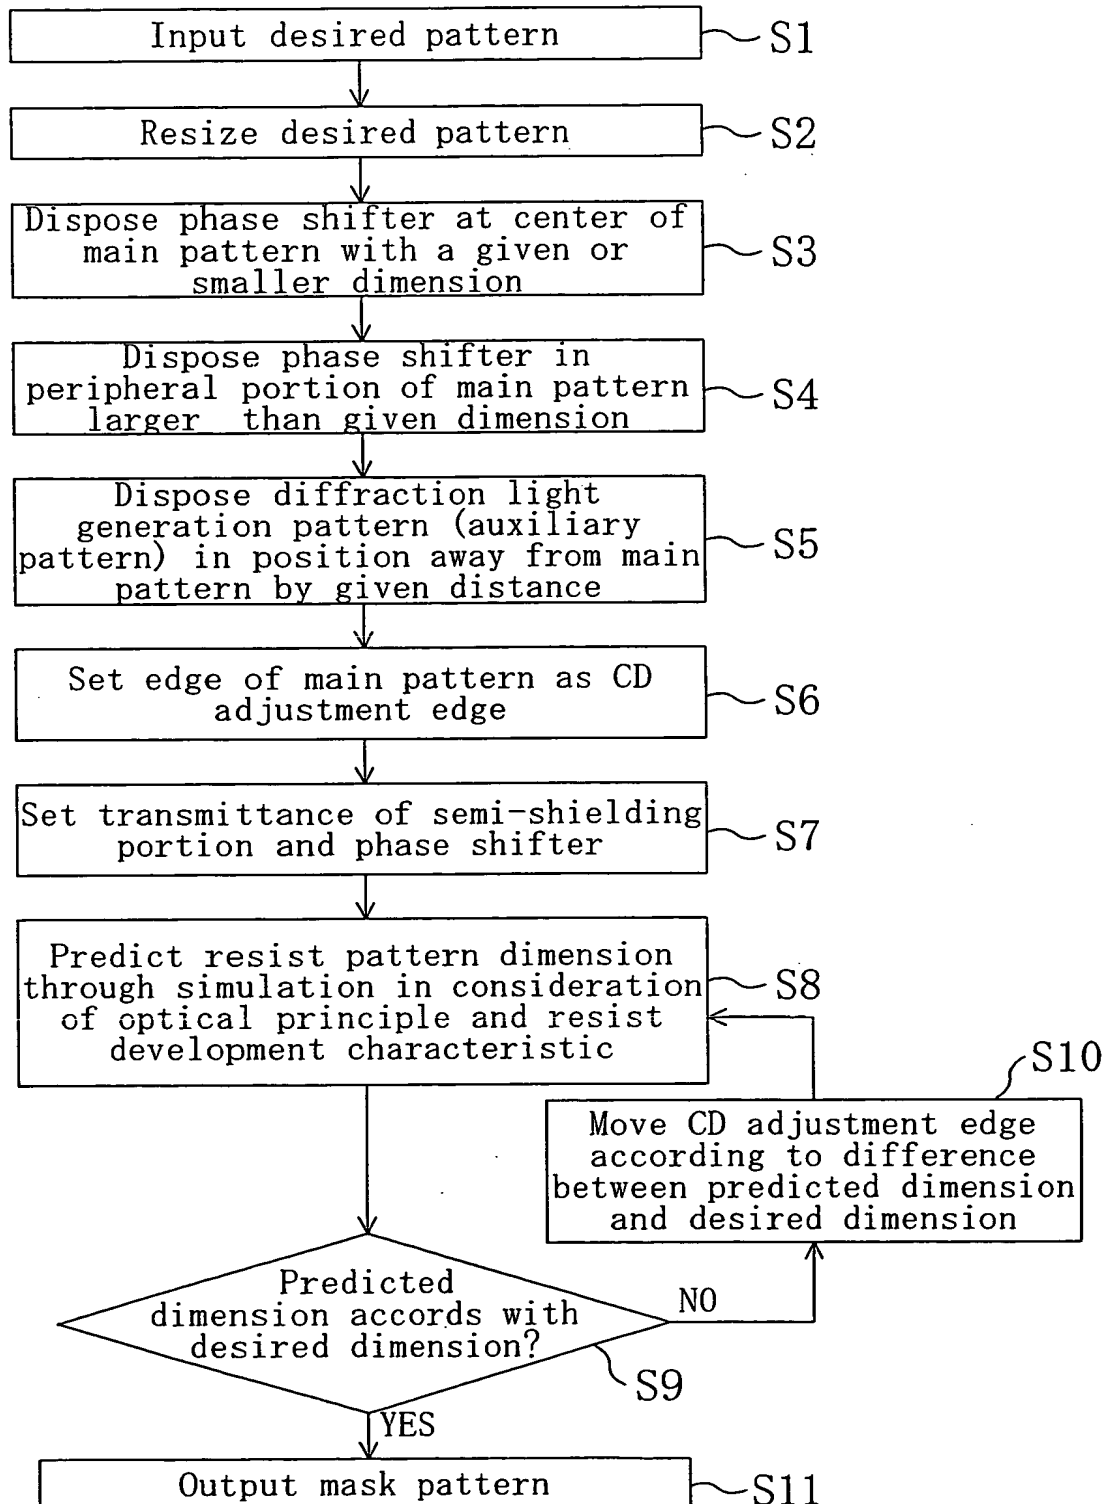 Input desired pattern
S1
Resize desired pattern
S2
Dispose phase shifter at center of
main pattern with a given or
smaller dimension
S3
Dispose phase shifter in
peripheral portion of main pattern
larger than given dimension
S4
Dispose diffraction light
generation pattern (auxiliary
pattern) in position away from main
pattern by given distance
S5
Set edge of main pattern as CD
adjustment edge
S6
Set transmittance of semi-shielding
portion and phase shifter
S7
Predict resist pattern dimension
through simulation in consideration
of optical principle and resist
development characteristic
S8
S10
Move CD adjustment edge
according to difference
between predicted dimension
and desired dimension
Predicted
dimension accords with
desired dimension?
NO
S9
YES
Output mask pattern
S11